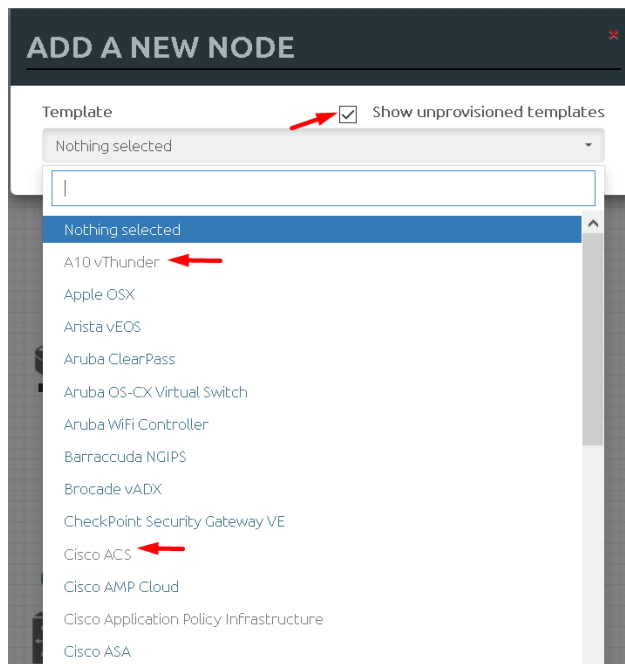 ADD A NEW NODE
Template
Show unprovisioned templates
Nothing selected
Nothing selected
A10 vThunder
Apple OSX
Arista vEOS
Aruba ClearPass
Aruba OS-CX Virtual Switch
Aruba WiFi Controller
Barraccuda NGIPS
Brocade vADX
CheckPoint Security Gateway VE
Cisco ACS
Cisco AMP Cloud
Cisco Application Policy Infrastructure
Cisco ASA